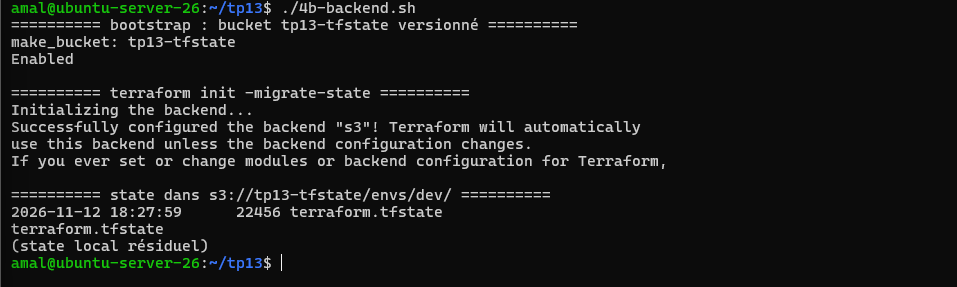 amal@ubuntu-server-26:~/tp13$ ./4b-backend.sh
========== bootstrap : bucket tp13-tfstate versionné ==========
make_bucket: tp13-tfstate
Enabled
========== terraform init -migrate-state ==========
Initializing the backend...
Successfully configured the backend "s3"! Terraform will automatically
use this backend unless the backend configuration changes.
If you ever set or change modules or backend configuration for Terraform,
========== state dans s3://tp13-tfstate/envs/dev/ ==========
2026-11-12 18:27:59      22456 terraform.tfstate
terraform.tfstate
(state local résiduel)
amal@ubuntu-server-26:~/tp13$